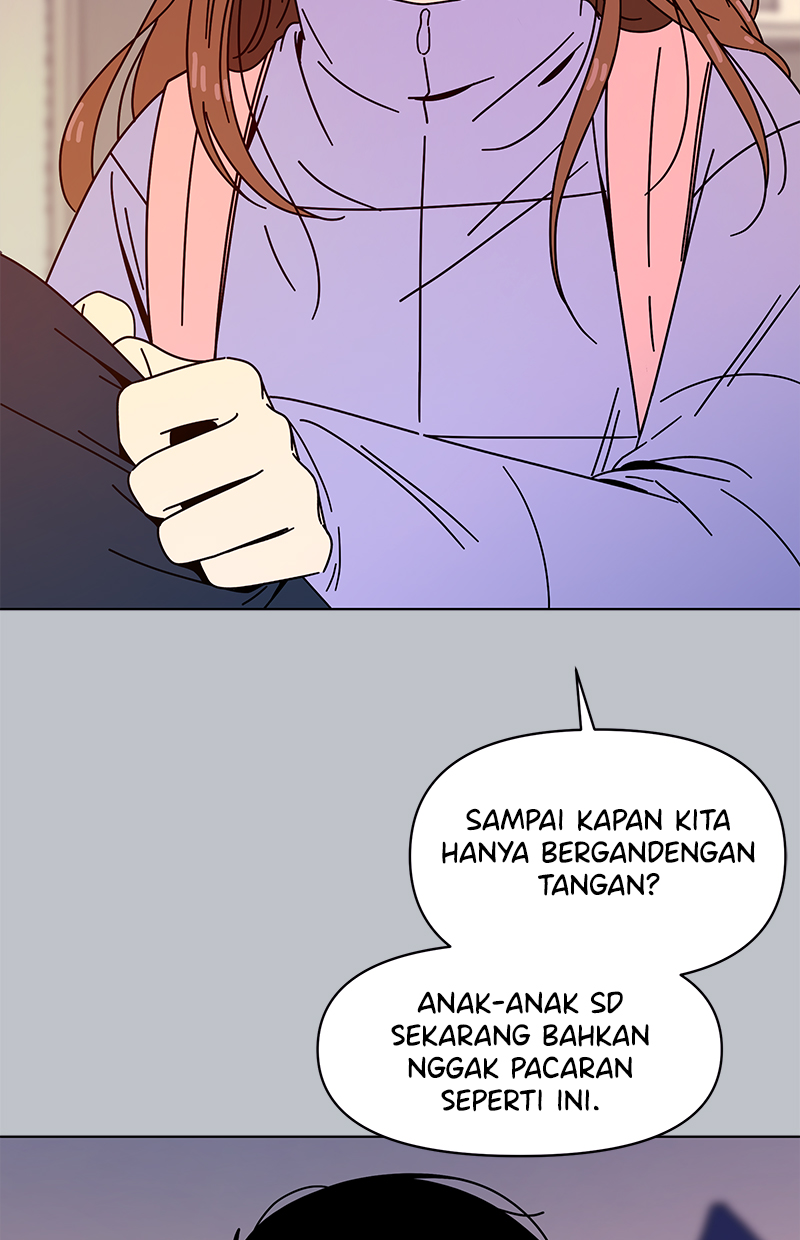 SAMPAI KAPAN KITA
HANYA BERGANDENGAN
TANGAN?
ANAK-ANAK SD
SEKARANG BAHKAN
NGGAK PACARAN
SEPERTI INI.